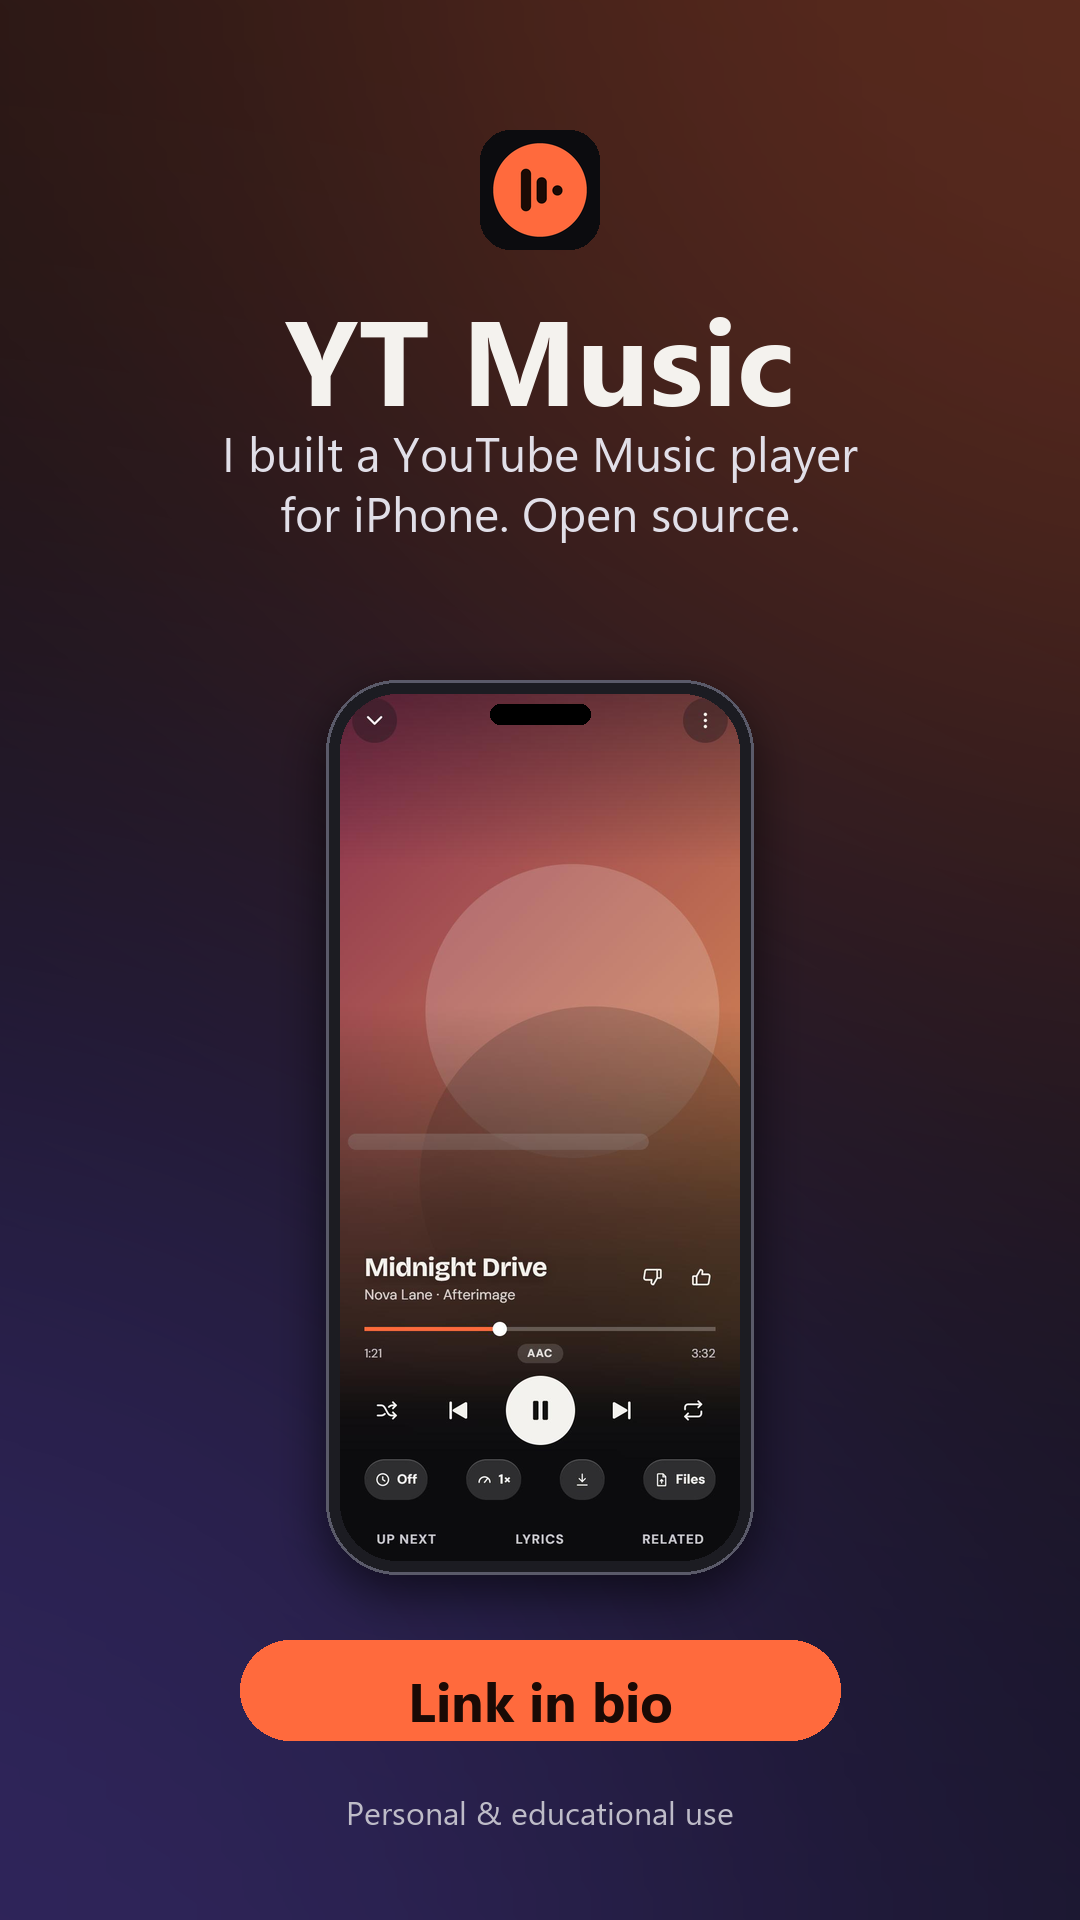 YT Music
I built a YouTube Music player
for iPhone. Open source.
Midnight Drive
Nova Lane · Afterimage
1:21 AAC 3:32
Off 1× Files
UP NEXT LYRICS RELATED
Link in bio
Personal & educational use